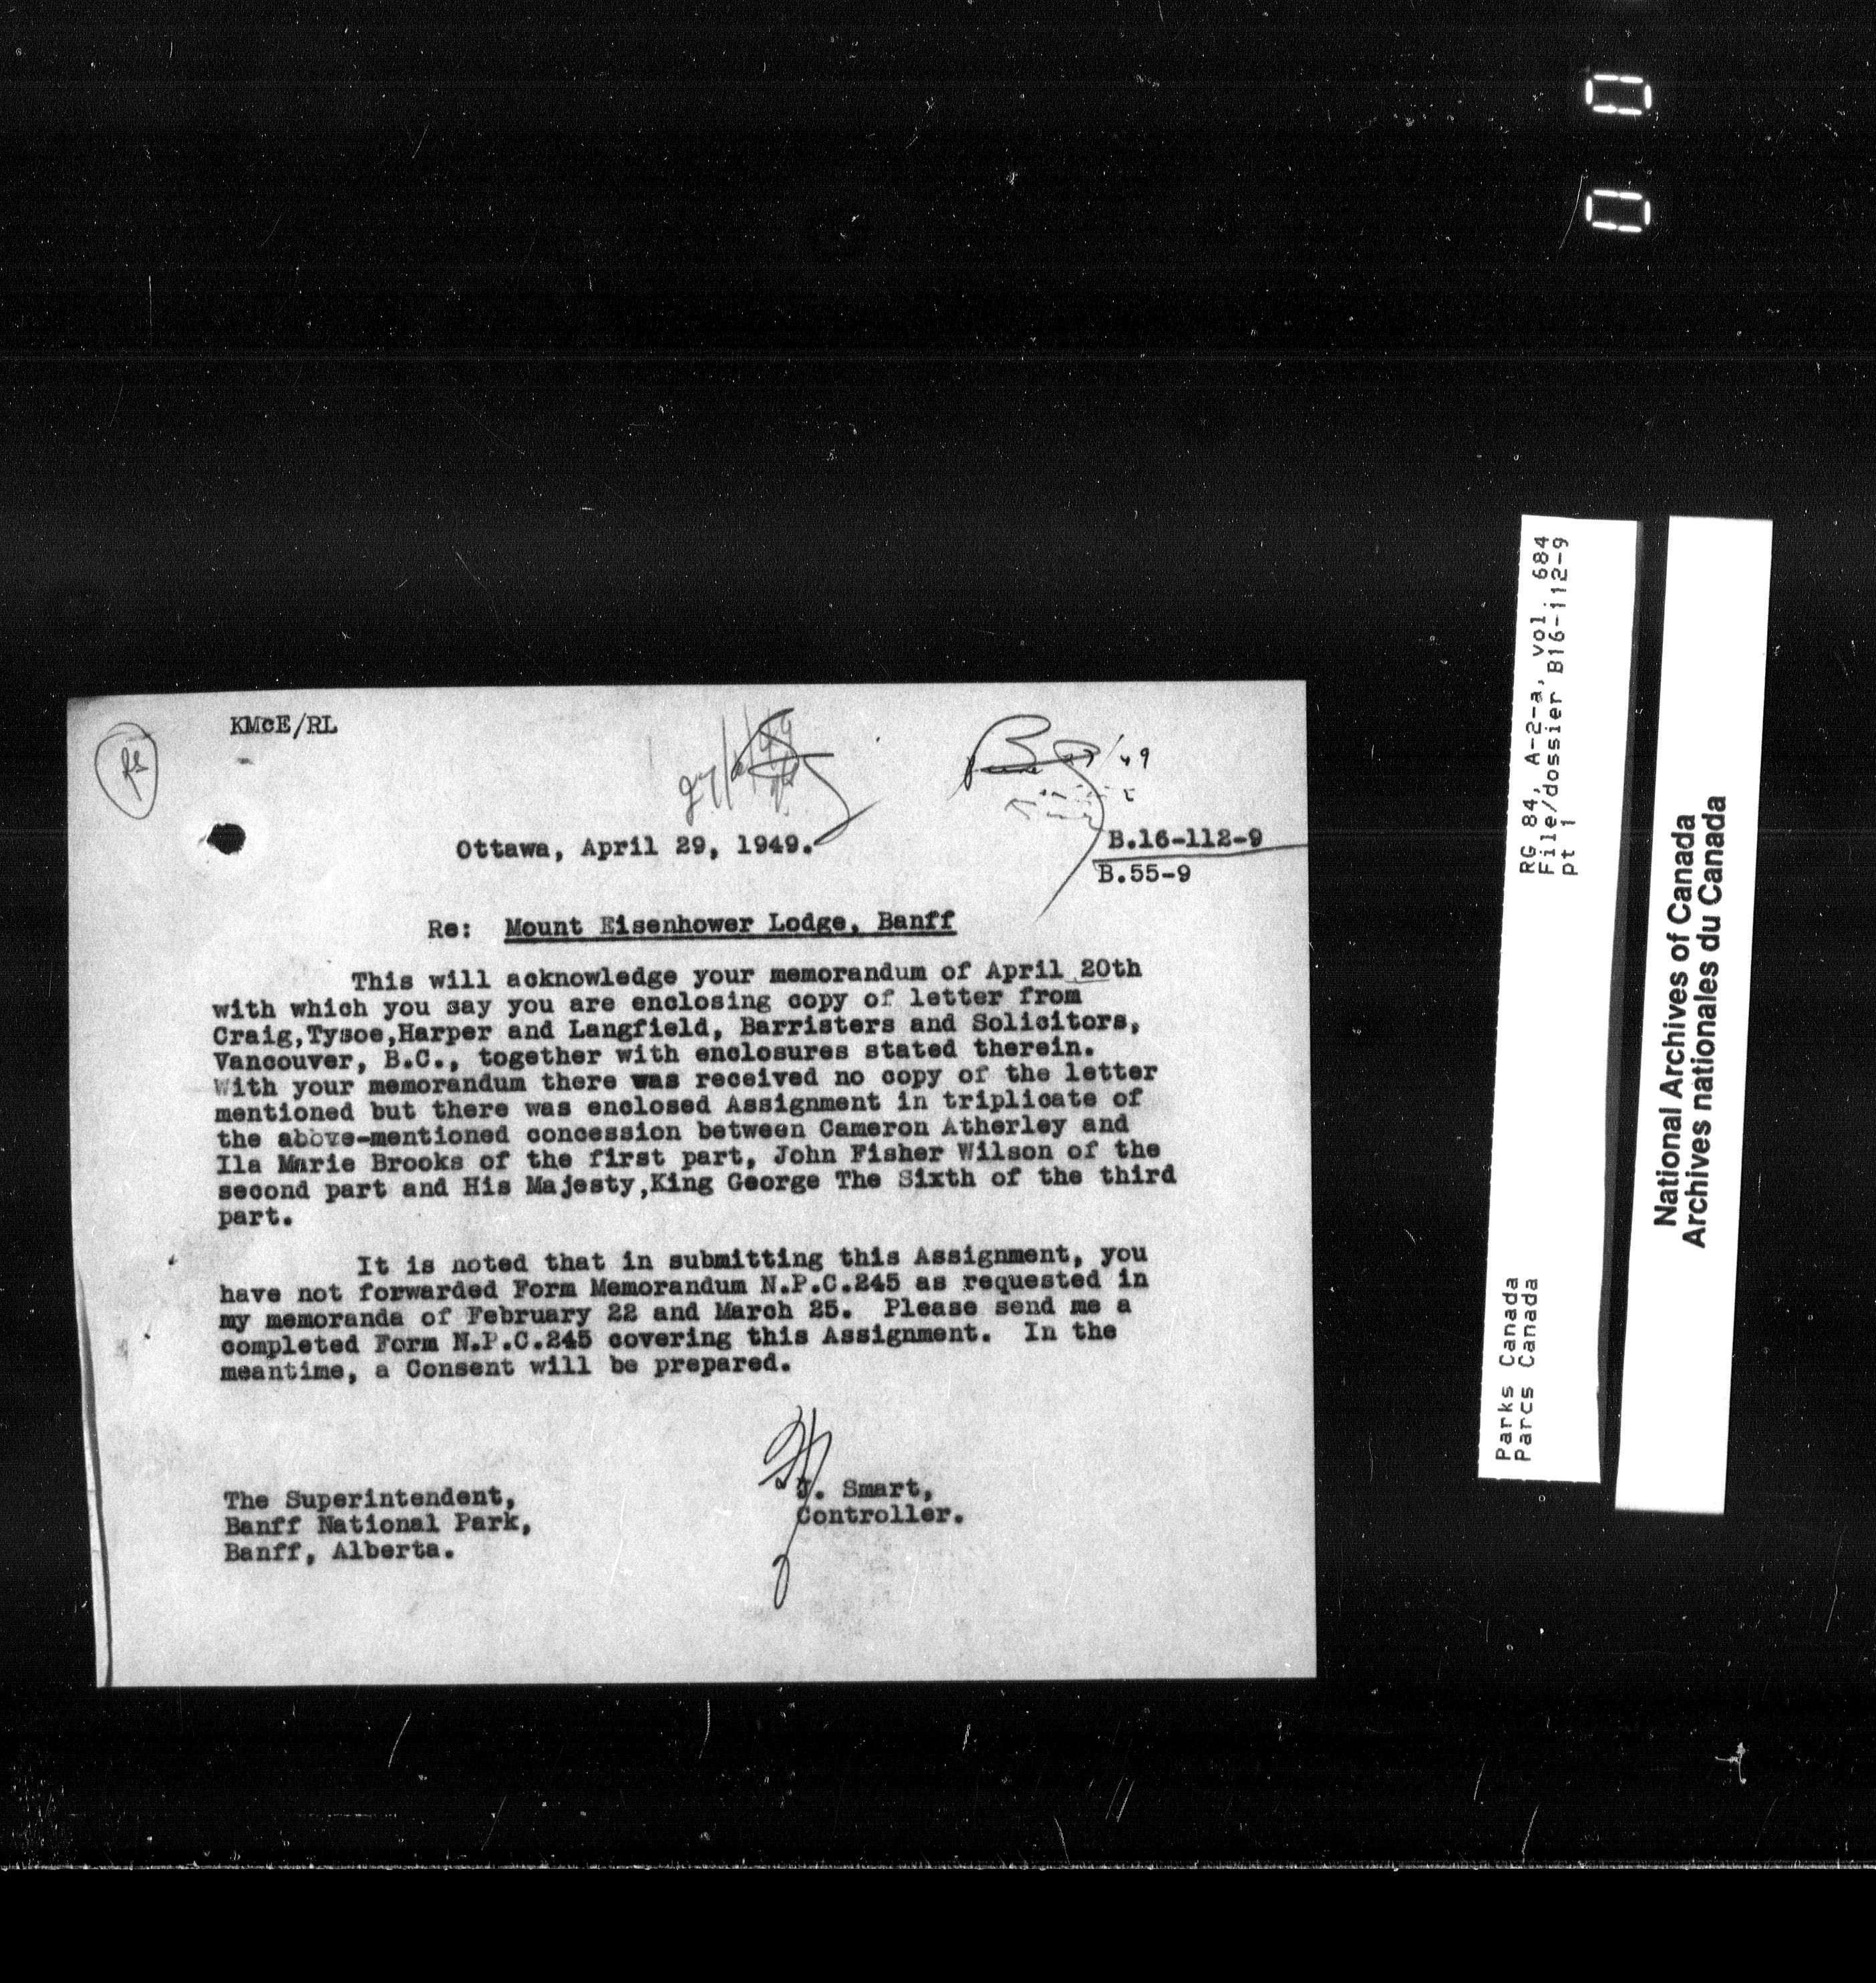 KMcE/RL
Ottawa, April 29, 1949.
B.16-112-9
B.55-9
Re: Mount Eisenhower Lodge, Banff
This will acknowledge your memorandum of April 20th
with which you say you are enclosing copy of letter from
Craig,Tysoe,Harper and Langfield, Barristers and Solicitors,
Vancouver, B.C., together with enclosures stated therein.
With your memorandum there was received no copy of the letter
mentioned but there was enclosed Assignment in triplicate of
the above-mentioned concession between Cameron Atherley and
Ila Marie Brooks of the first part, John Fisher Wilson of the
second part and His Majesty,King George The Sixth of the third
part.
It is noted that in submitting this Assignment, you
have not forwarded Form Memorandum N.P.C.245 as requested in
my memoranda of February 22 and March 25. Please send me a
completed Form N.P.C.245 covering this Assignment. In the
meantime, a Consent will be prepared.
J. Smart,
Controller.
The Superintendent,
Banff National Park,
Banff, Alberta.
RG 84, A-2-a, vol. 684
File/dossier B16-112-9
pt 1
Parks Canada
Parcs Canada
National Archives of Canada
Archives nationales du Canada
0 0